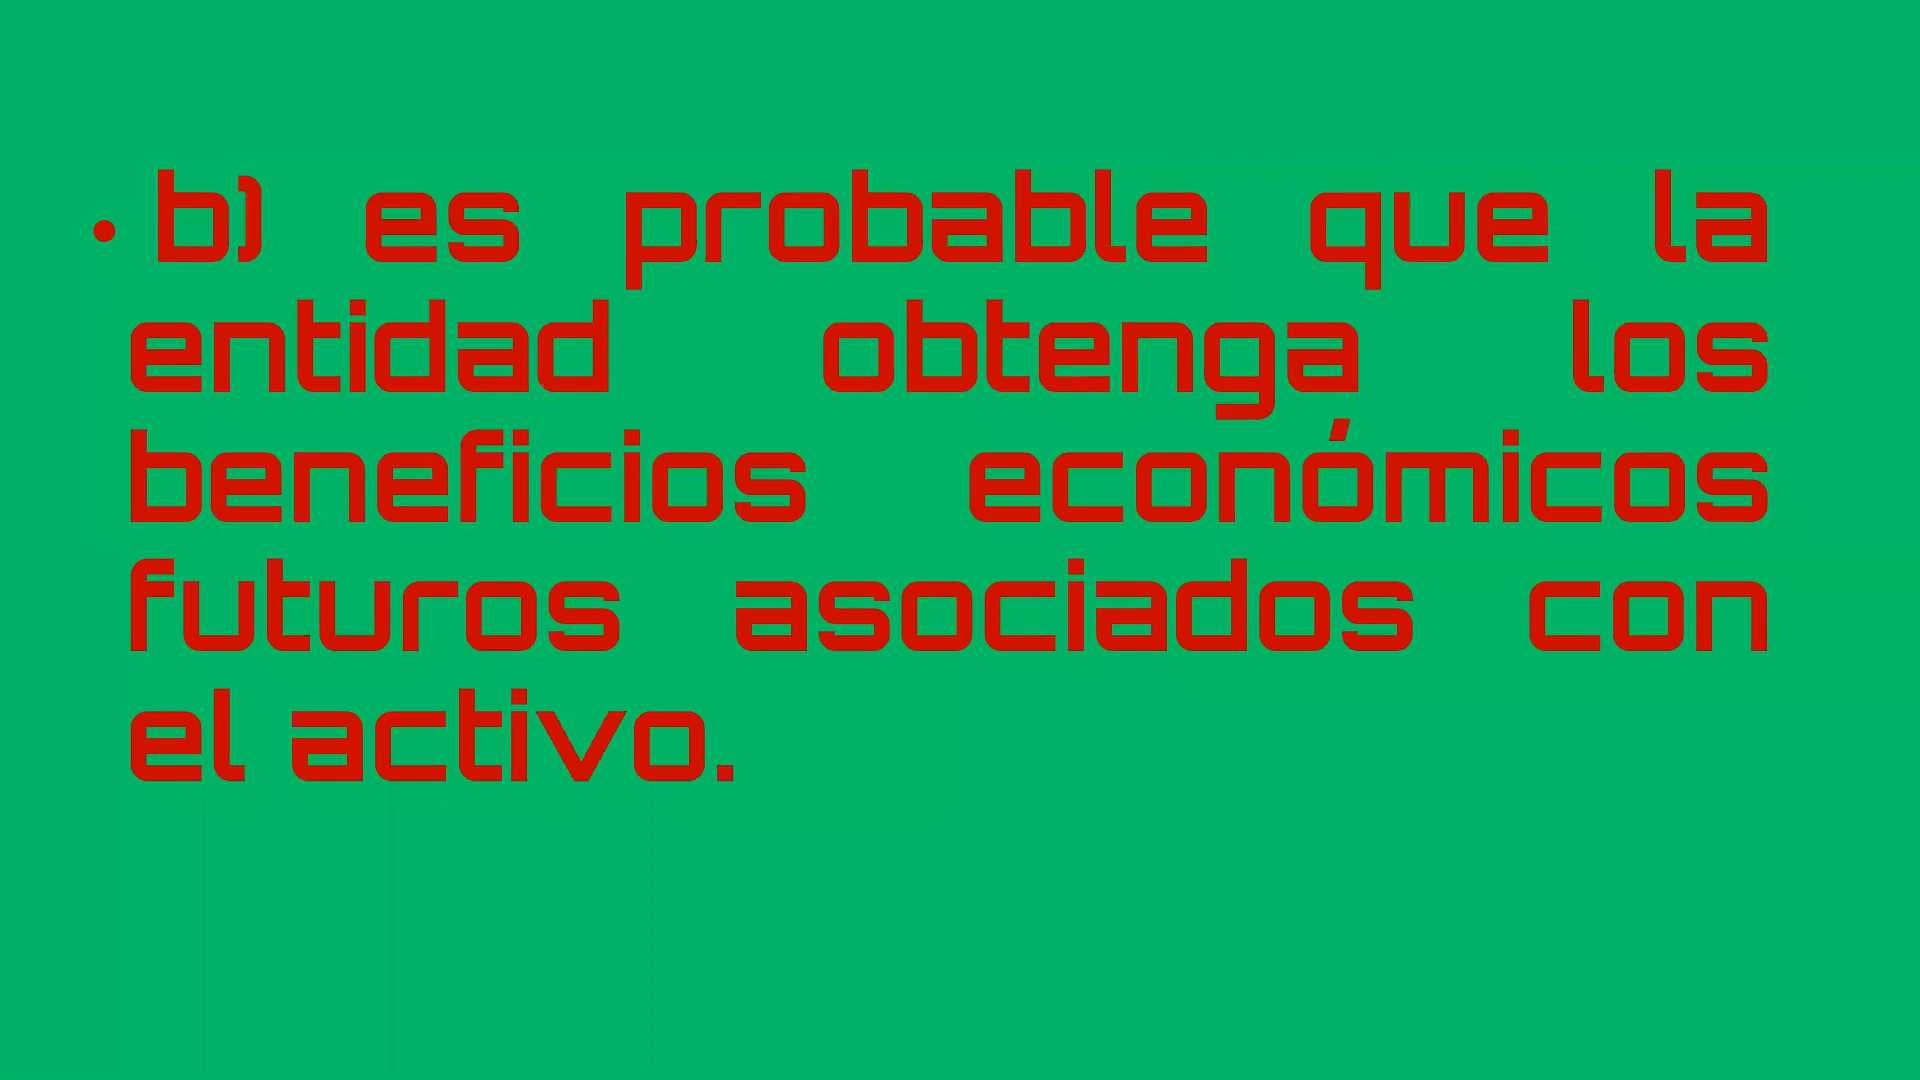 • b) es probable que la
entidad obtenga los
beneficios económicos
futuros asociados con
el activo.